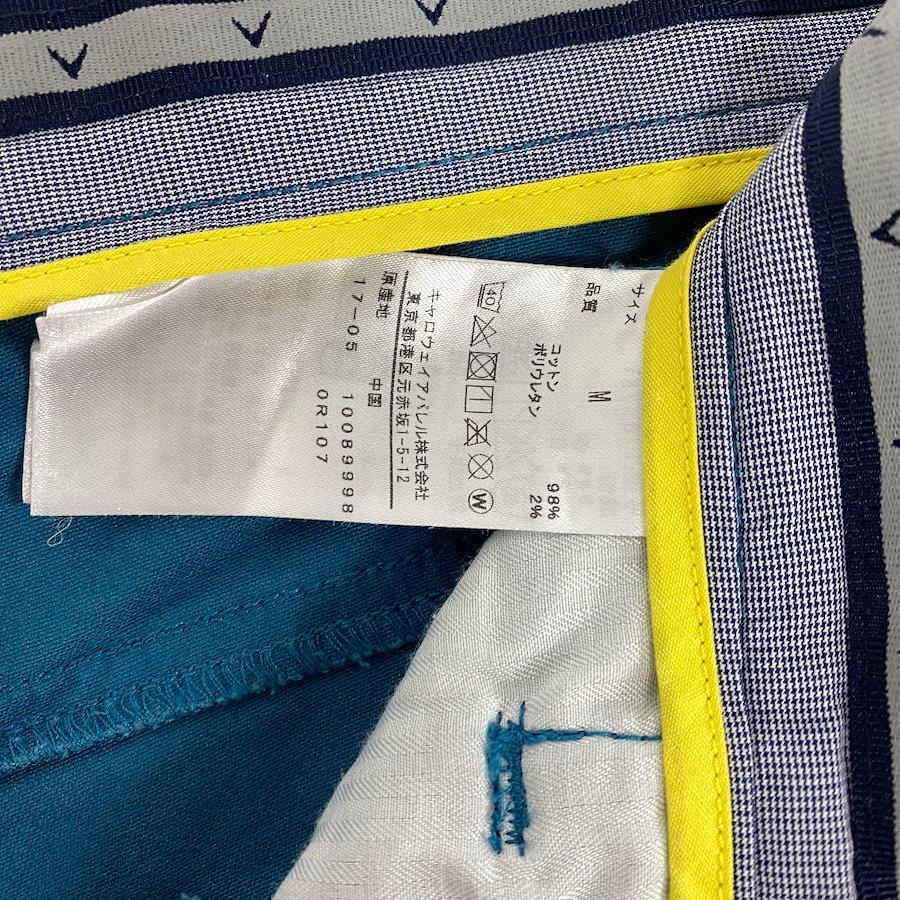 サイズ M
品質
コットン 98%
ポリウレタン 2%
40
W
キャロウェイアパレル株式会社
東京都港区元赤坂1-5-12
原産地 中国
17-05 10089998
OR107